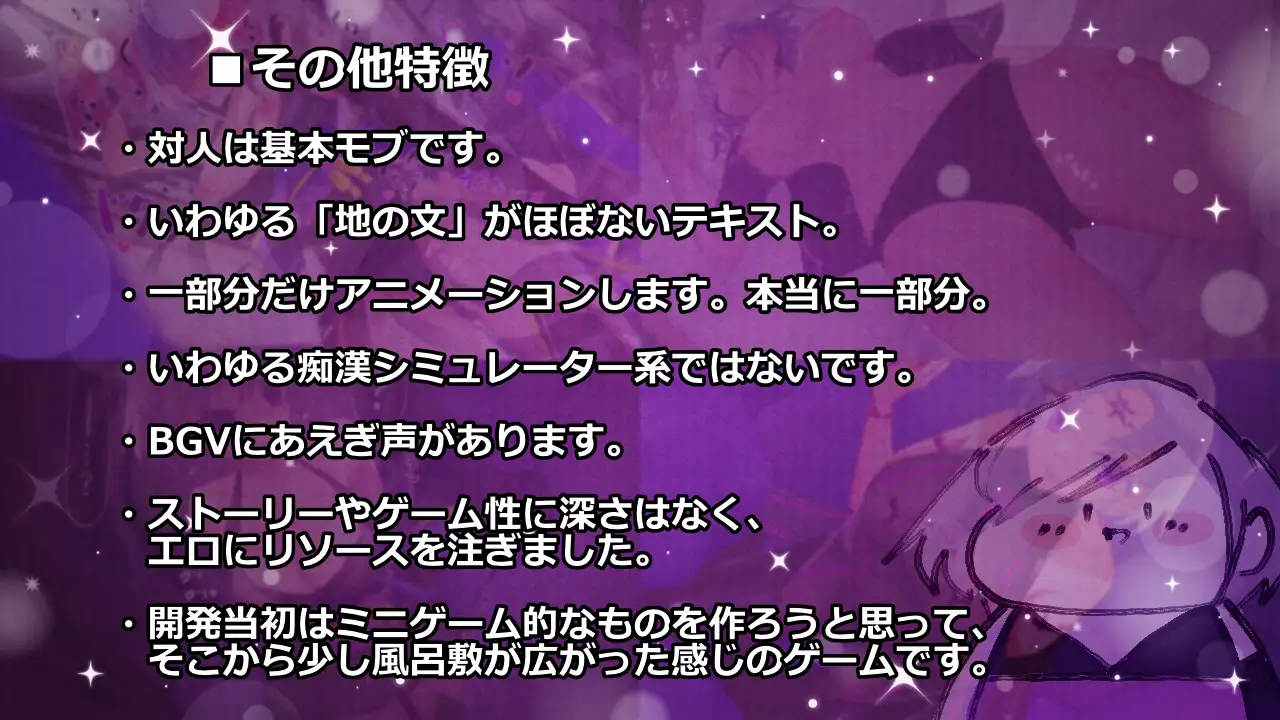 ■その他特徴
・対人は基本モブです。
・いわゆる「地の文」がほぼないテキスト。
・一部分だけアニメーションします。本当に一部分。
・いわゆる痴漢シミュレーター系ではないです。
・BGVにあえぎ声があります。
・ストーリーやゲーム性に深さはなく、
エロにリソースを注ぎました。
・開発当初はミニゲーム的なものを作ろうと思って、
そこから少し風呂敷が広がった感じのゲームです。